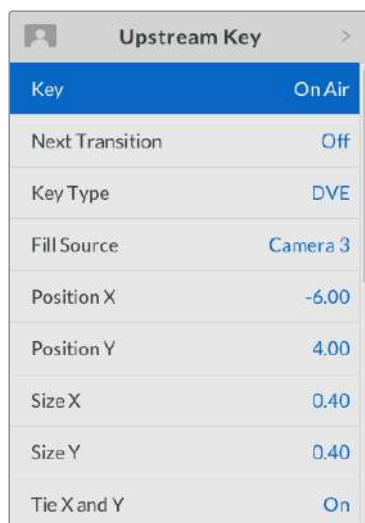 Upstream Key >
Key On Air
Next Transition Off
Key Type DVE
Fill Source Camera 3
Position X -6.00
Position Y 4.00
Size X 0.40
Size Y 0.40
Tie X and Y On